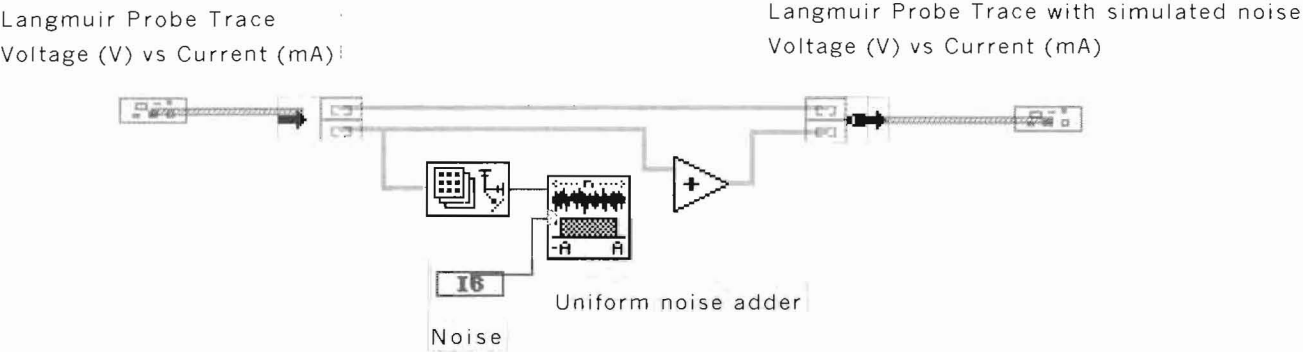 Langmuir Probe Trace
Voltage (V) vs Current (mA)
Langmuir Probe Trace with simulated noise
Voltage (V) vs Current (mA)
+
-A A
I6
Uniform noise adder
Noise